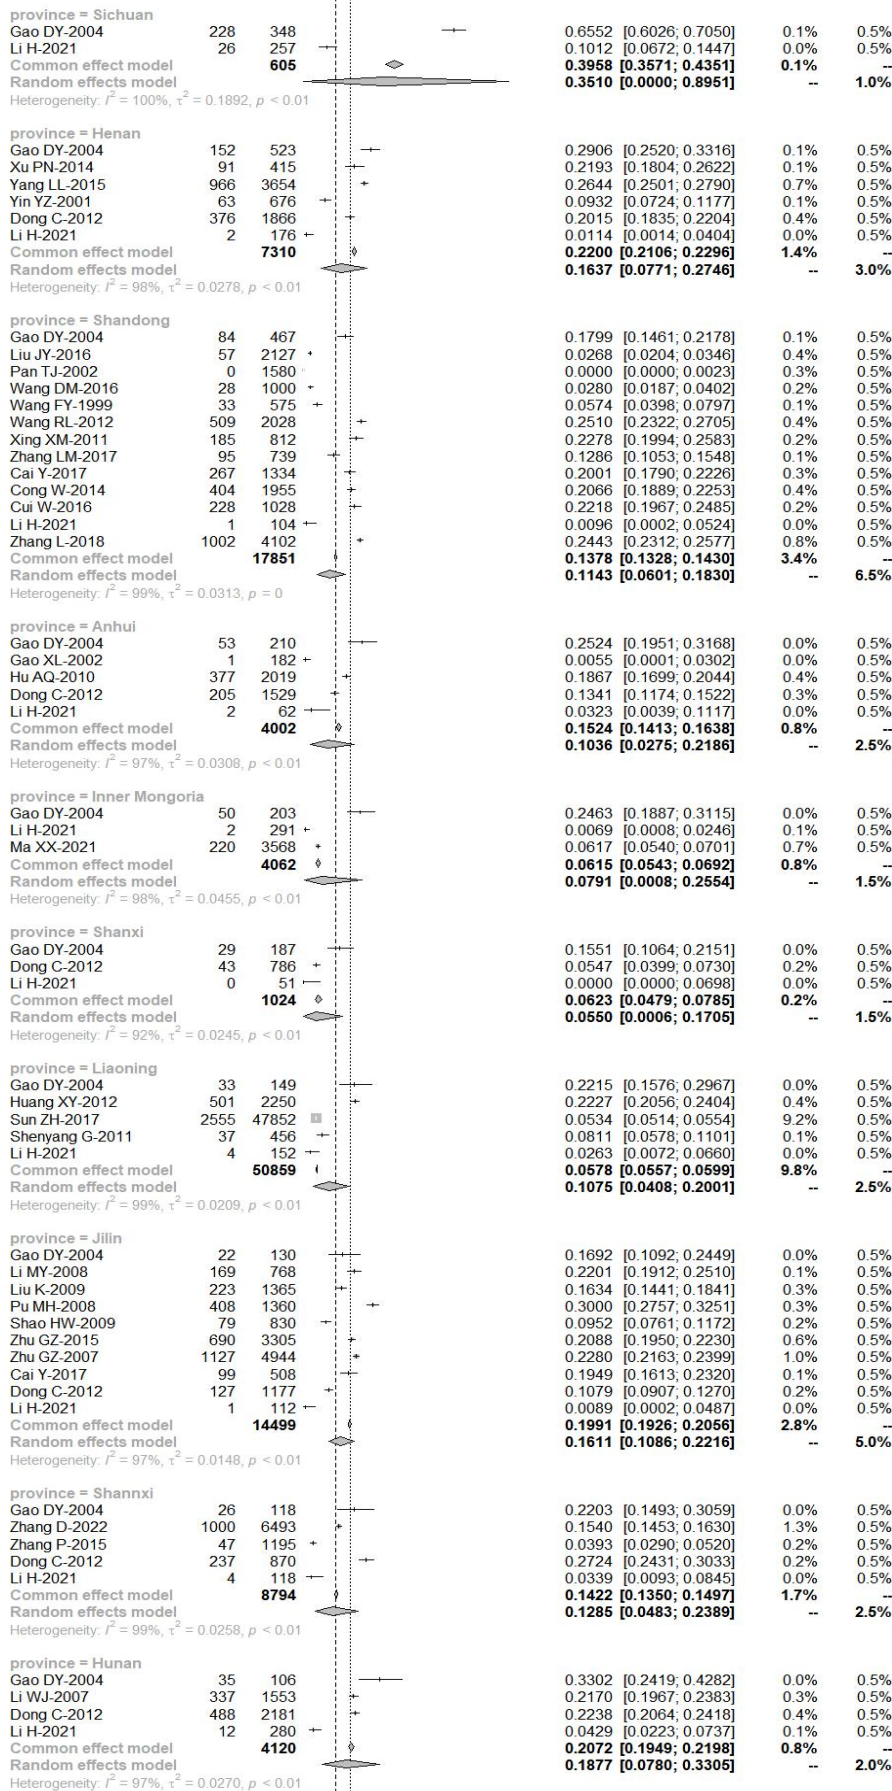 province = Sichuan
Gao DY-2004 228 348 0.6552 [0.6026; 0.7050] 0.1% 0.5%
Li H-2021 26 257 0.1012 [0.0672; 0.1447] 0.0% 0.5%
Common effect model 605 0.3958 [0.3571; 0.4351] 0.1% --
Random effects model 0.3510 [0.0000; 0.8951] -- 1.0%
Heterogeneity: I² = 100%, τ² = 0.1892, p < 0.01
province = Henan
Gao DY-2004 152 523 0.2906 [0.2520; 0.3316] 0.1% 0.5%
Xu PN-2014 91 415 0.2193 [0.1804; 0.2622] 0.1% 0.5%
Yang LL-2015 966 3654 0.2644 [0.2501; 0.2790] 0.7% 0.5%
Yin YZ-2001 63 676 0.0932 [0.0724; 0.1177] 0.1% 0.5%
Dong C-2012 376 1866 0.2015 [0.1835; 0.2204] 0.4% 0.5%
Li H-2021 2 176 0.0114 [0.0014; 0.0404] 0.0% 0.5%
Common effect model 7310 0.2200 [0.2106; 0.2296] 1.4% --
Random effects model 0.1637 [0.0771; 0.2746] -- 3.0%
Heterogeneity: I² = 98%, τ² = 0.0278, p < 0.01
province = Shandong
Gao DY-2004 84 467 0.1799 [0.1461; 0.2178] 0.1% 0.5%
Liu JY-2016 57 2127 0.0268 [0.0204; 0.0346] 0.4% 0.5%
Pan TJ-2002 0 1580 0.0000 [0.0000; 0.0023] 0.3% 0.5%
Wang DM-2016 28 1000 0.0280 [0.0187; 0.0402] 0.2% 0.5%
Wang FY-1999 33 575 0.0574 [0.0398; 0.0797] 0.1% 0.5%
Wang RL-2012 509 2028 0.2510 [0.2322; 0.2705] 0.4% 0.5%
Xing XM-2011 185 812 0.2278 [0.1994; 0.2583] 0.2% 0.5%
Zhang LM-2017 95 739 0.1286 [0.1053; 0.1548] 0.1% 0.5%
Cai Y-2017 267 1334 0.2001 [0.1790; 0.2226] 0.3% 0.5%
Cong W-2014 404 1955 0.2066 [0.1889; 0.2253] 0.4% 0.5%
Cui W-2016 228 1028 0.2218 [0.1967; 0.2485] 0.2% 0.5%
Li H-2021 1 104 0.0096 [0.0002; 0.0524] 0.0% 0.5%
Zhang L-2018 1002 4102 0.2443 [0.2312; 0.2577] 0.8% 0.5%
Common effect model 17851 0.1378 [0.1328; 0.1430] 3.4% --
Random effects model 0.1143 [0.0601; 0.1830] -- 6.5%
Heterogeneity: I² = 99%, τ² = 0.0313, p = 0
province = Anhui
Gao DY-2004 53 210 0.2524 [0.1951; 0.3168] 0.0% 0.5%
Gao XL-2002 1 182 0.0055 [0.0001; 0.0302] 0.0% 0.5%
Hu AQ-2010 377 2019 0.1867 [0.1699; 0.2044] 0.4% 0.5%
Dong C-2012 205 1529 0.1341 [0.1174; 0.1522] 0.3% 0.5%
Li H-2021 2 62 0.0323 [0.0039; 0.1117] 0.0% 0.5%
Common effect model 4002 0.1524 [0.1413; 0.1638] 0.8% --
Random effects model 0.1036 [0.0275; 0.2186] -- 2.5%
Heterogeneity: I² = 97%, τ² = 0.0308, p < 0.01
province = Inner Mongoria
Gao DY-2004 50 203 0.2463 [0.1887; 0.3115] 0.0% 0.5%
Li H-2021 2 291 0.0069 [0.0008; 0.0246] 0.1% 0.5%
Ma XX-2021 220 3568 0.0617 [0.0540; 0.0701] 0.7% 0.5%
Common effect model 4062 0.0615 [0.0543; 0.0692] 0.8% --
Random effects model 0.0791 [0.0008; 0.2554] -- 1.5%
Heterogeneity: I² = 98%, τ² = 0.0455, p < 0.01
province = Shanxi
Gao DY-2004 29 187 0.1551 [0.1064; 0.2151] 0.0% 0.5%
Dong C-2012 43 786 0.0547 [0.0399; 0.0730] 0.2% 0.5%
Li H-2021 0 51 0.0000 [0.0000; 0.0698] 0.0% 0.5%
Common effect model 1024 0.0623 [0.0479; 0.0785] 0.2% --
Random effects model 0.0550 [0.0006; 0.1705] -- 1.5%
Heterogeneity: I² = 92%, τ² = 0.0245, p < 0.01
province = Liaoning
Gao DY-2004 33 149 0.2215 [0.1576; 0.2967] 0.0% 0.5%
Huang XY-2012 501 2250 0.2227 [0.2056; 0.2404] 0.4% 0.5%
Sun ZH-2017 2555 47852 0.0534 [0.0514; 0.0554] 9.2% 0.5%
Shenyang G-2011 37 456 0.0811 [0.0578; 0.1101] 0.1% 0.5%
Li H-2021 4 152 0.0263 [0.0072; 0.0660] 0.0% 0.5%
Common effect model 50859 0.0578 [0.0557; 0.0599] 9.8% --
Random effects model 0.1075 [0.0408; 0.2001] -- 2.5%
Heterogeneity: I² = 99%, τ² = 0.0209, p < 0.01
province = Jilin
Gao DY-2004 22 130 0.1692 [0.1092; 0.2449] 0.0% 0.5%
Li MY-2008 169 768 0.2201 [0.1912; 0.2510] 0.1% 0.5%
Liu K-2009 223 1365 0.1634 [0.1441; 0.1841] 0.3% 0.5%
Pu MH-2008 408 1360 0.3000 [0.2757; 0.3251] 0.3% 0.5%
Shao HW-2009 79 830 0.0952 [0.0761; 0.1172] 0.2% 0.5%
Zhu GZ-2015 690 3305 0.2088 [0.1950; 0.2230] 0.6% 0.5%
Zhu GZ-2007 1127 4944 0.2280 [0.2163; 0.2399] 1.0% 0.5%
Cai Y-2017 99 508 0.1949 [0.1613; 0.2320] 0.1% 0.5%
Dong C-2012 127 1177 0.1079 [0.0907; 0.1270] 0.2% 0.5%
Li H-2021 1 112 0.0089 [0.0002; 0.0487] 0.0% 0.5%
Common effect model 14499 0.1991 [0.1926; 0.2056] 2.8% --
Random effects model 0.1611 [0.1086; 0.2216] -- 5.0%
Heterogeneity: I² = 97%, τ² = 0.0148, p < 0.01
province = Shannxi
Gao DY-2004 26 118 0.2203 [0.1493; 0.3059] 0.0% 0.5%
Zhang D-2022 1000 6493 0.1540 [0.1453; 0.1630] 1.3% 0.5%
Zhang P-2015 47 1195 0.0393 [0.0290; 0.0520] 0.2% 0.5%
Dong C-2012 237 870 0.2724 [0.2431; 0.3033] 0.2% 0.5%
Li H-2021 4 118 0.0339 [0.0093; 0.0845] 0.0% 0.5%
Common effect model 8794 0.1422 [0.1350; 0.1497] 1.7% --
Random effects model 0.1285 [0.0483; 0.2389] -- 2.5%
Heterogeneity: I² = 99%, τ² = 0.0258, p < 0.01
province = Hunan
Gao DY-2004 35 106 0.3302 [0.2419; 0.4282] 0.0% 0.5%
Li WJ-2007 337 1553 0.2170 [0.1967; 0.2383] 0.3% 0.5%
Dong C-2012 488 2181 0.2238 [0.2064; 0.2418] 0.4% 0.5%
Li H-2021 12 280 0.0429 [0.0223; 0.0737] 0.1% 0.5%
Common effect model 4120 0.2072 [0.1949; 0.2198] 0.8% --
Random effects model 0.1877 [0.0780; 0.3305] -- 2.0%
Heterogeneity: I² = 97%, τ² = 0.0270, p < 0.01